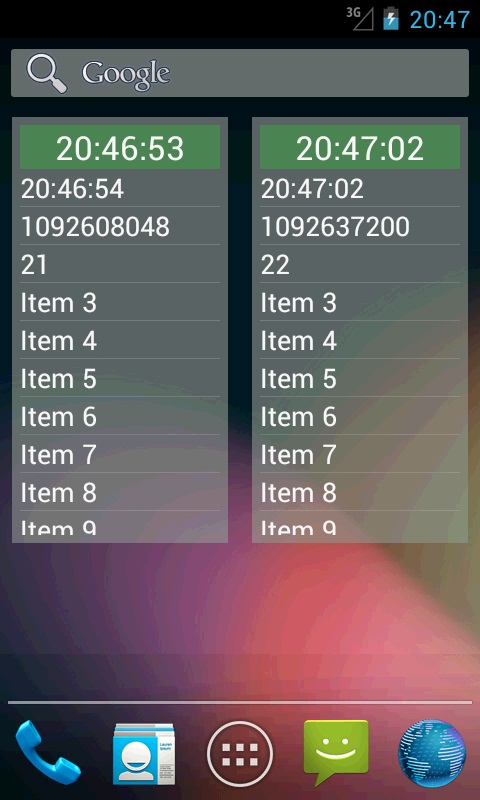 3G 20:47
Google
20:46:53
20:46:54
1092608048
21
Item 3
Item 4
Item 5
Item 6
Item 7
Item 8
Item 9
20:47:02
20:47:02
1092637200
22
Item 3
Item 4
Item 5
Item 6
Item 7
Item 8
Item 9